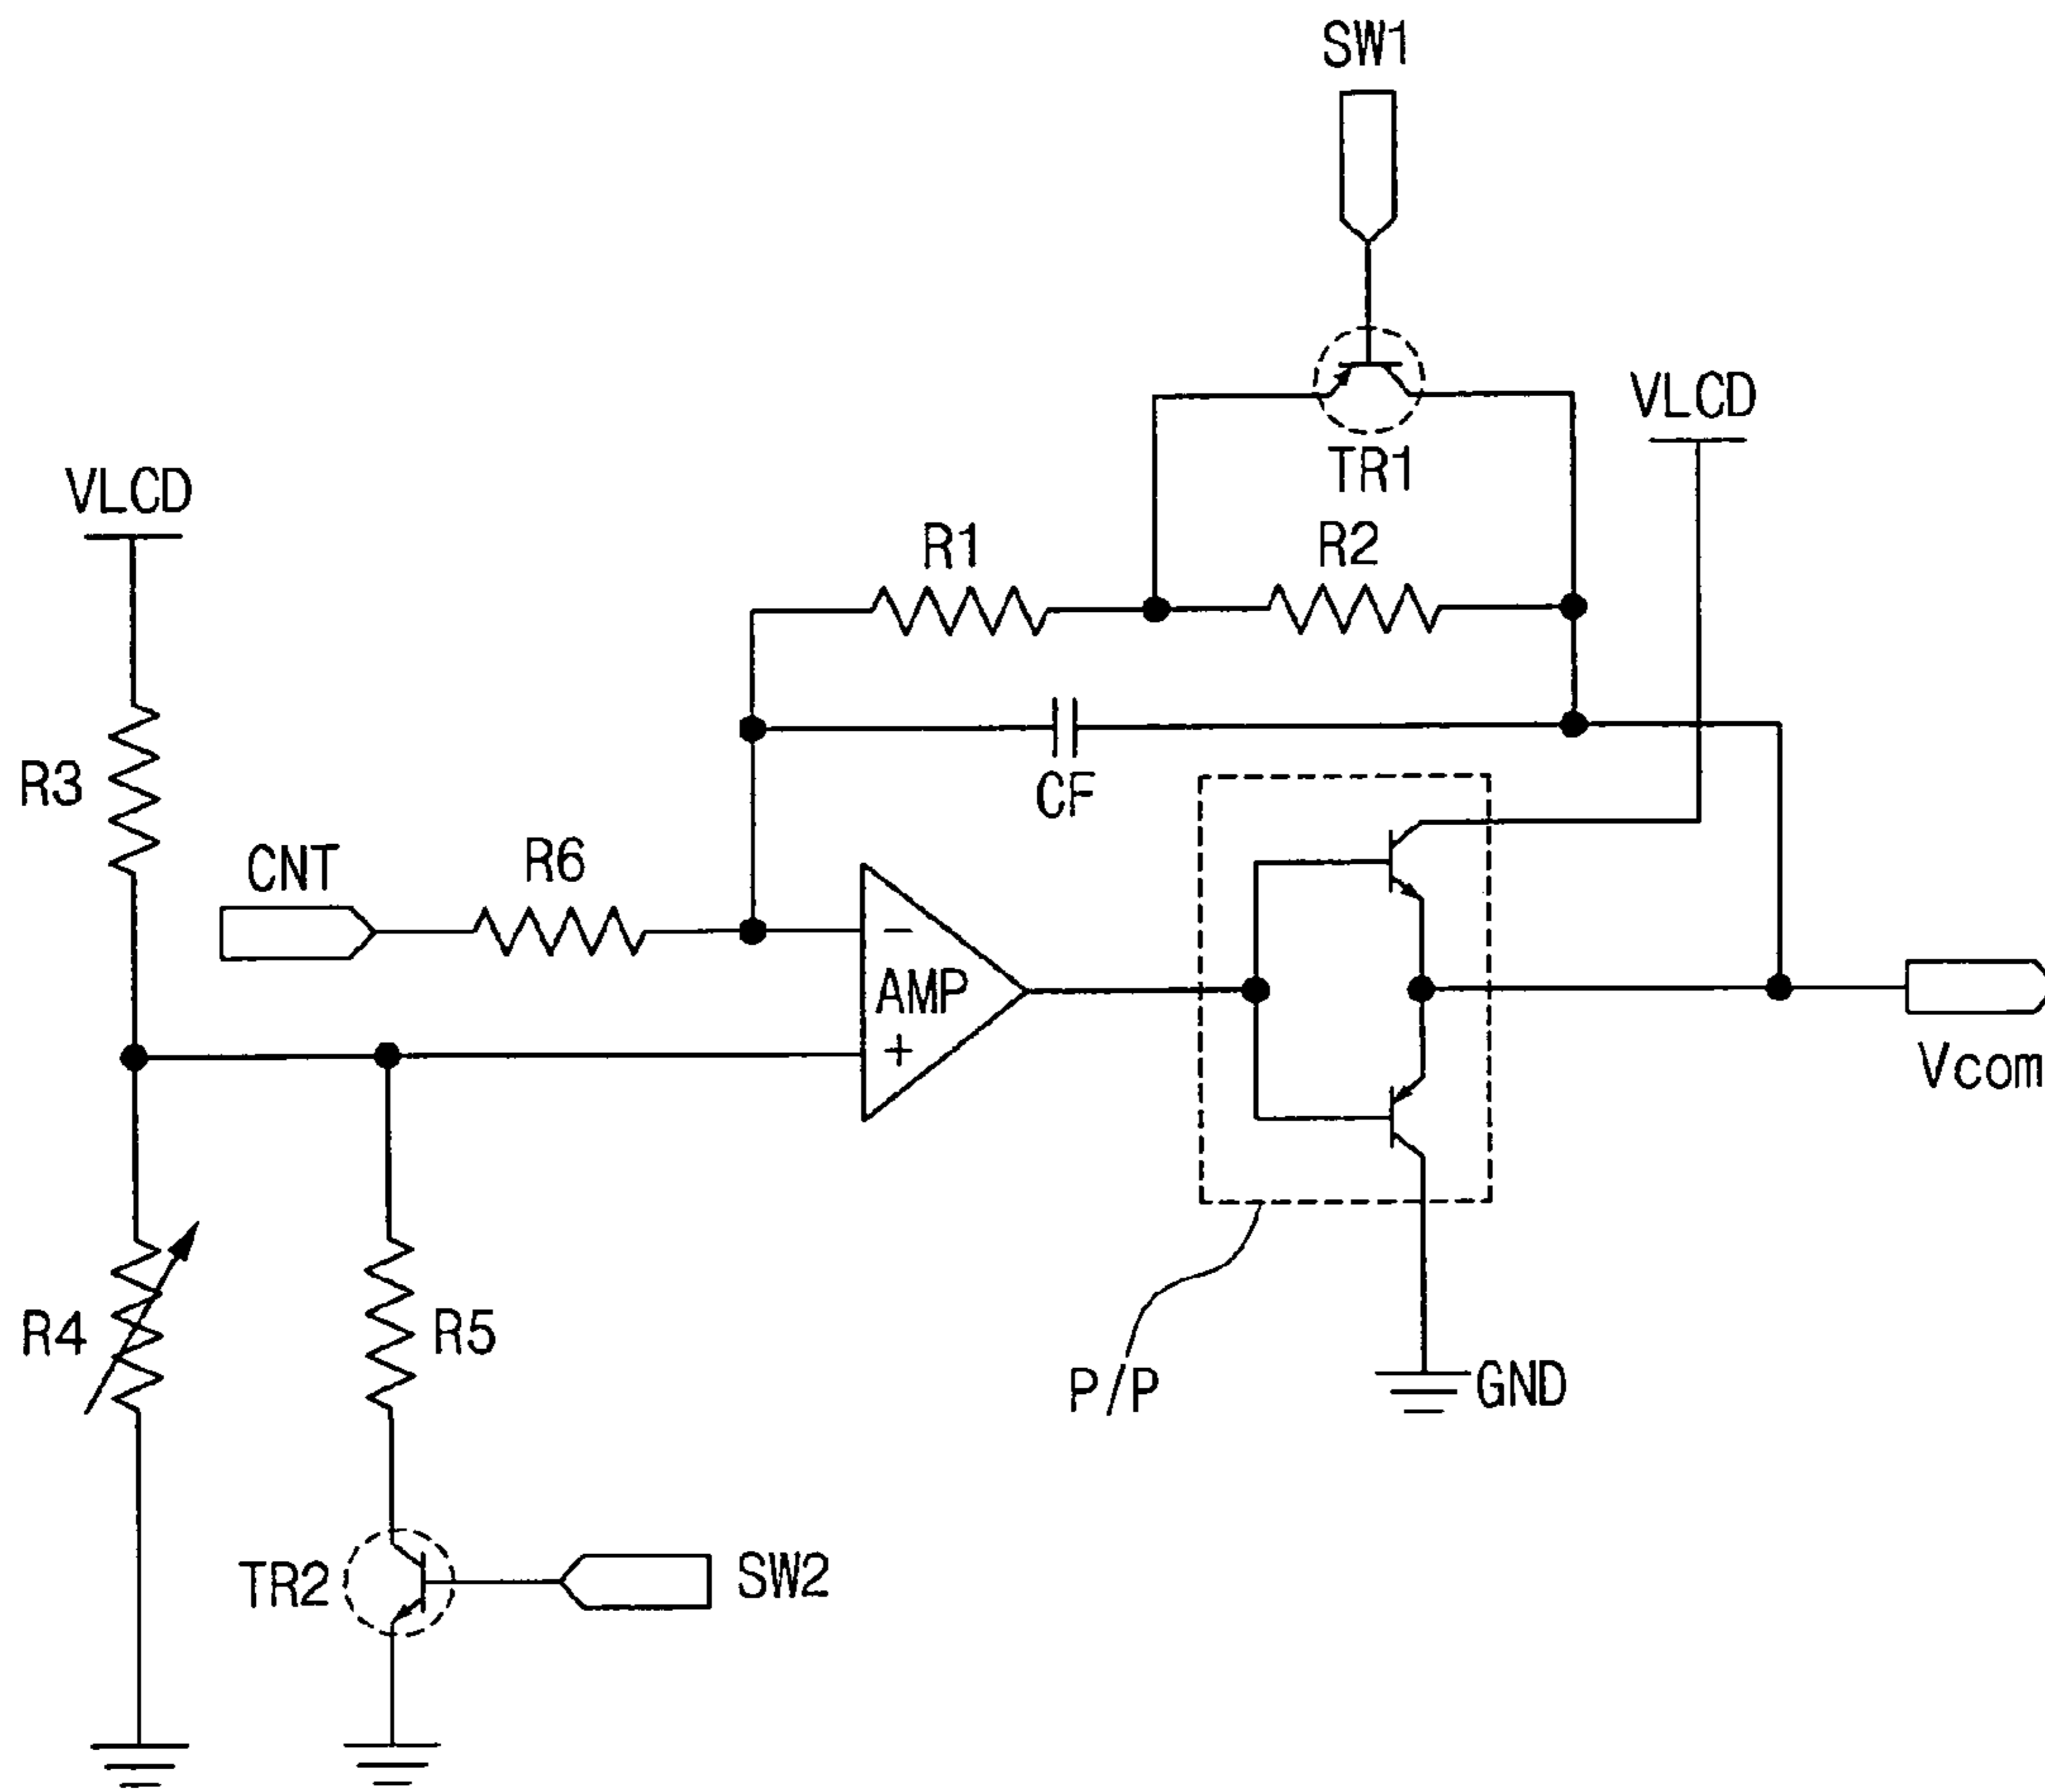 SW1
VLCD
TR1
VLCD
R1
R2
R3
CF
CNT
R6
−
AMP
+
Vcom
R4
R5
P/P
GND
TR2
SW2